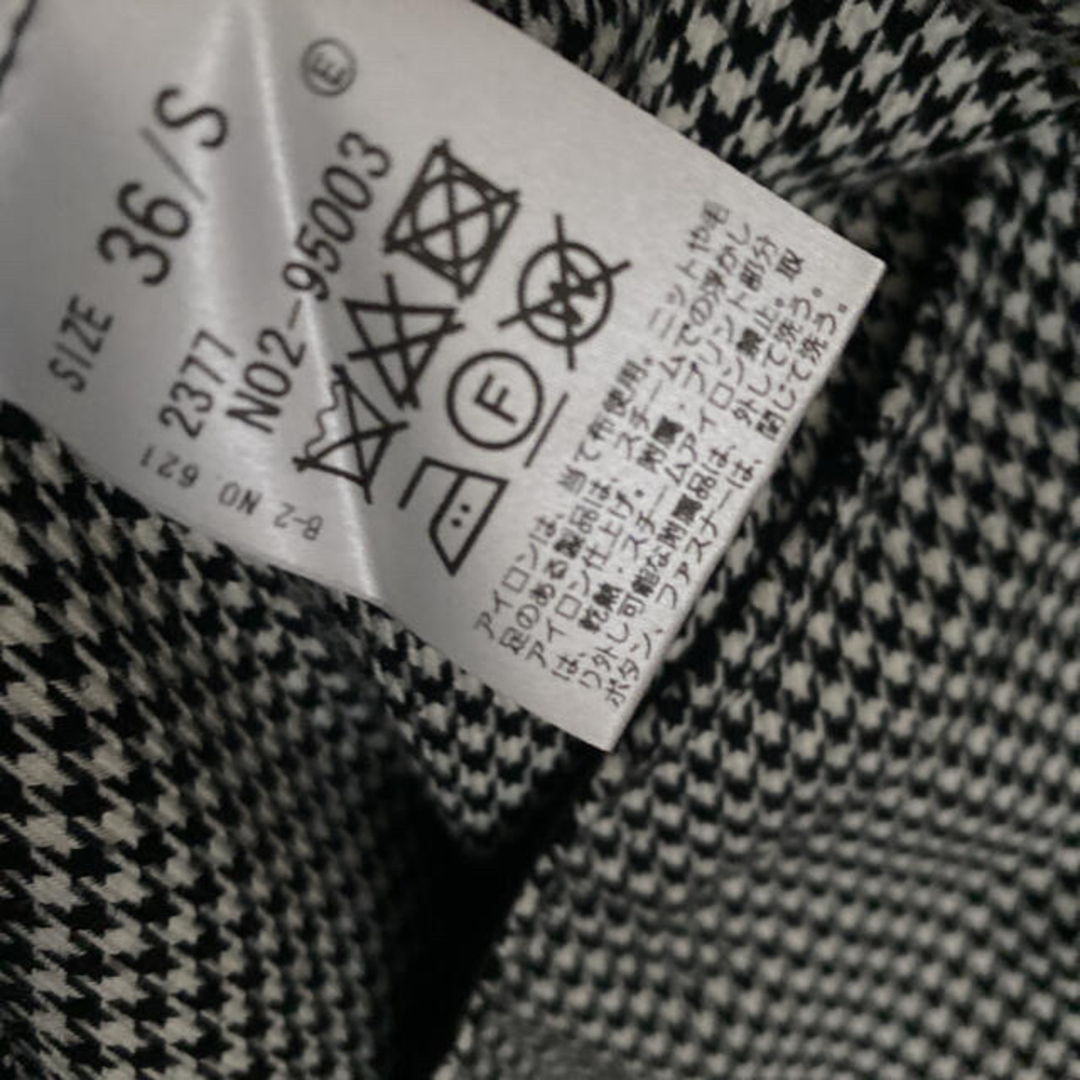 E
SIZE 36/S
2377
NO2-95003
B-2 NO. 621
W
F
アイロンは、当て布使用。ニットや毛
足のある製品は、スチームでの浮かし
アイロン仕上げ。附属・プリント部分
は、乾熱・スチームアイロン禁止。取
り外し可能な附属品は、外して洗う。
ボタン、ファスナーは、閉じて洗う。